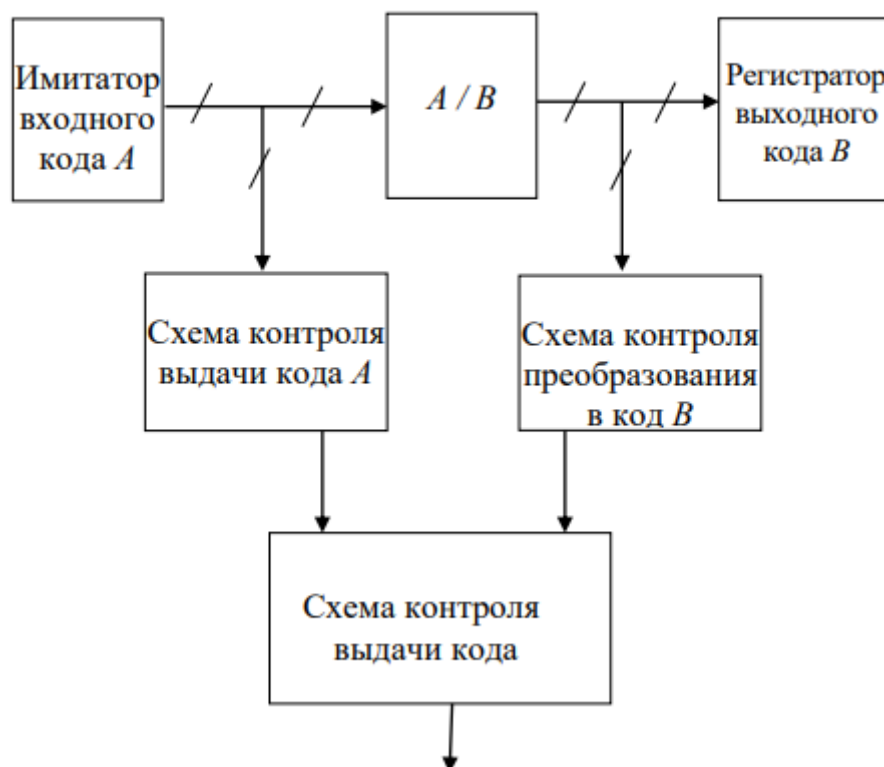 Имитатор
входного
кода A
A / B
Регистратор
выходного
кода B
Схема контроля
выдачи кода A
Схема контроля
преобразования
в код B
Схема контроля
выдачи кода